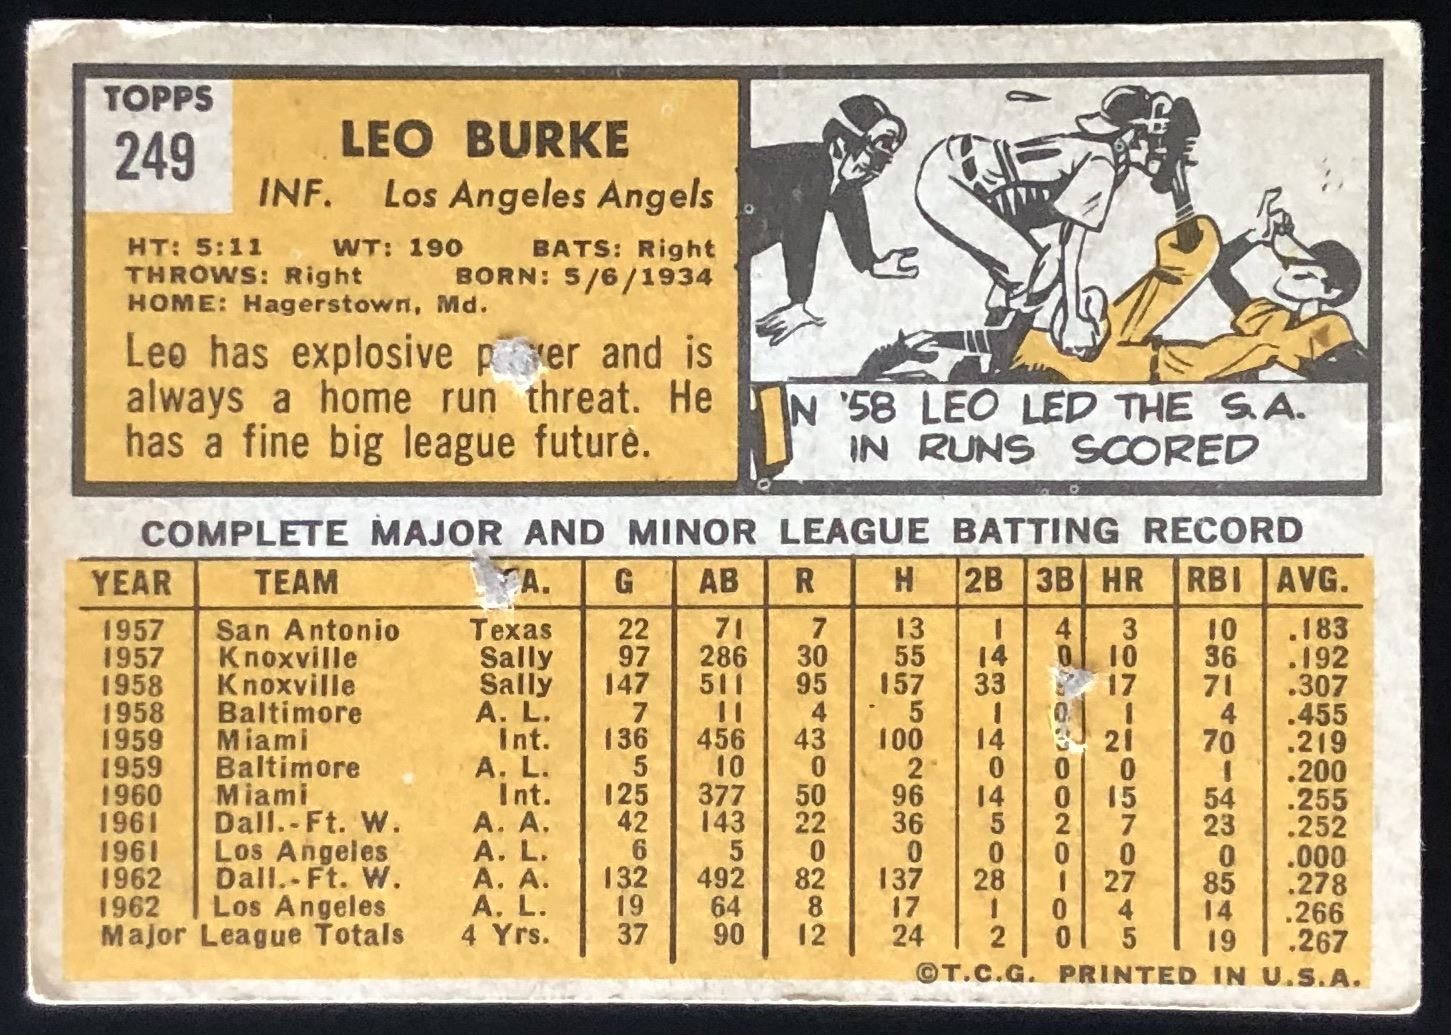 TOPPS
249
LEO BURKE
INF. Los Angeles Angels
HT: 5:11 WT: 190 BATS: Right
THROWS: Right BORN: 5/6/1934
HOME: Hagerstown, Md.
Leo has explosive and is
always a home run threat. He
has a fine big league future.
N '58 LEO LED THE S.A.
IN RUNS SCORED
COMPLETE MAJOR AND MINOR LEAGUE BATTING RECORD
YEAR TEAM G AB R H 2B 3B HR RBI AVG.
1957 San Antonio Texas 22 71 7 13 1 4 3 10 .183
1957 Knoxville Sally 97 286 30 55 14 0 10 36 .192
1958 Knoxville Sally 147 511 95 157 33 17 71 .307
1958 Baltimore A. L. 7 11 4 5 1 0 1 4 .455
1959 Miami Int. 136 456 43 100 14 21 70 .219
1959 Baltimore A. L. 5 10 0 2 0 0 0 1 .200
1960 Miami Int. 125 377 50 96 14 0 15 54 .255
1961 Dall.-Ft. W. A. A. 42 143 22 36 5 2 7 23 .252
1961 Los Angeles A. L. 6 5 0 0 0 0 0 0 .000
1962 Dall.-Ft. W. A. A. 132 492 82 137 28 1 27 85 .278
1962 Los Angeles A. L. 19 64 8 17 1 0 4 14 .266
Major League Totals 4 Yrs. 37 90 12 24 2 0 5 19 .267
©T.C.G. PRINTED IN U.S.A.